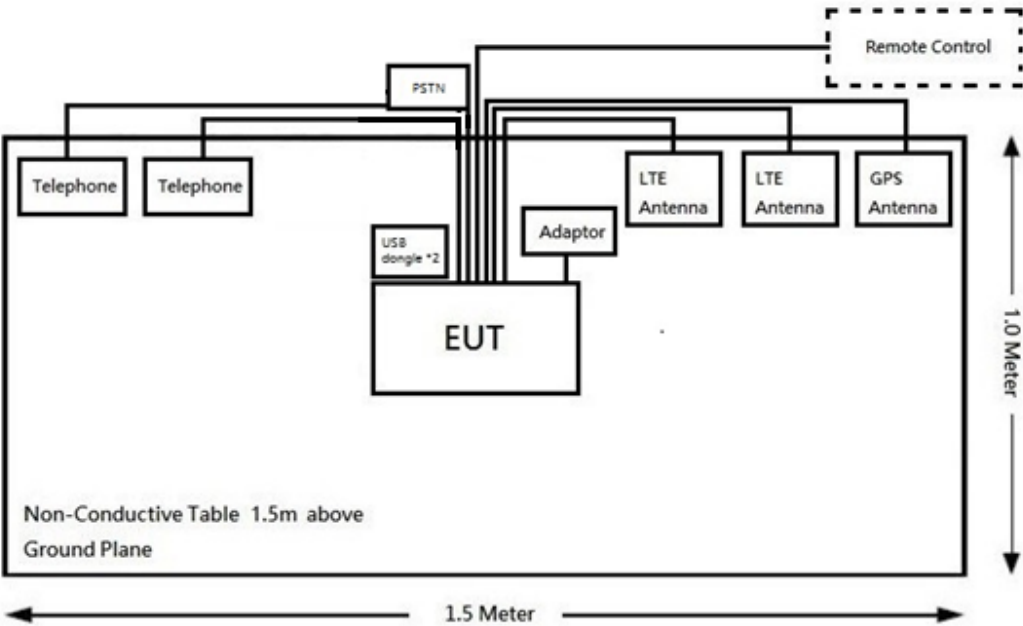 Remote Control
PSTN
Telephone
Telephone
LTE
Antenna
LTE
Antenna
GPS
Antenna
Adaptor
USB
dongle *2
EUT
1.0 Meter
Non-Conductive Table 1.5m above
Ground Plane
1.5 Meter